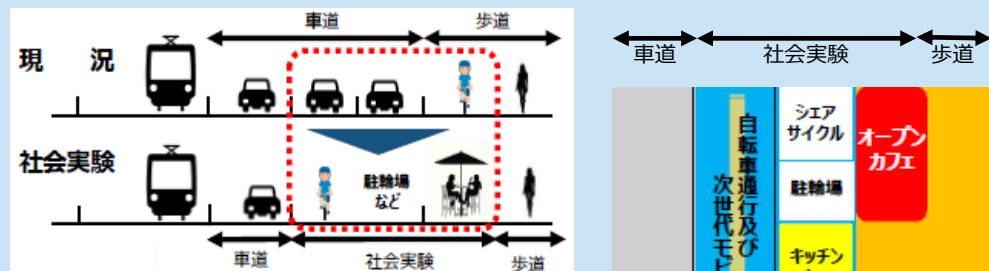 車道
歩道
現 況
社会実験
駐輪場
など
車道
社会実験
歩道
車道
社会実験
歩道
自転車通行及び
次世代モビ
シェア
サイクル
駐輪場
キッチン
オープン
カフェ